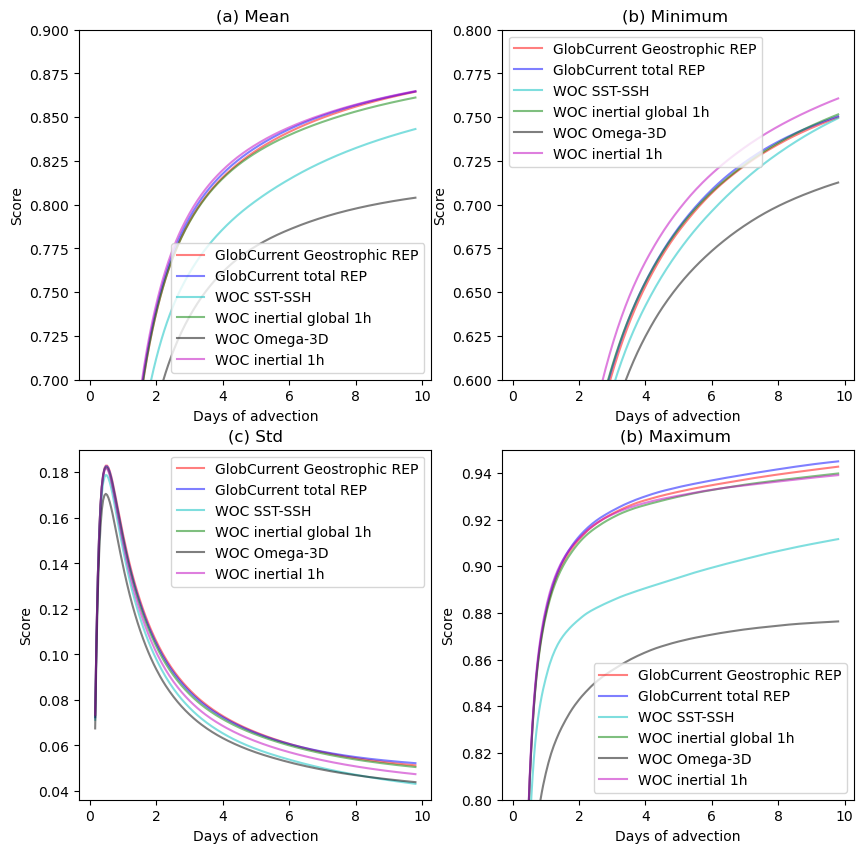 (a) Mean
0.900
0.875
0.850
0.825
0.800
0.775
0.750
0.725
0.700
Score
GlobCurrent Geostrophic REP
GlobCurrent total REP
WOC SST-SSH
WOC inertial global 1h
WOC Omega-3D
WOC inertial 1h
0 2 4 6 8 10
Days of advection
(b) Minimum
0.800
0.775
0.750
0.725
0.700
0.675
0.650
0.625
0.600
Score
GlobCurrent Geostrophic REP
GlobCurrent total REP
WOC SST-SSH
WOC inertial global 1h
WOC Omega-3D
WOC inertial 1h
0 2 4 6 8 10
Days of advection
(c) Std
0.18
0.16
0.14
0.12
0.10
0.08
0.06
0.04
Score
GlobCurrent Geostrophic REP
GlobCurrent total REP
WOC SST-SSH
WOC inertial global 1h
WOC Omega-3D
WOC inertial 1h
0 2 4 6 8 10
Days of advection
(b) Maximum
0.94
0.92
0.90
0.88
0.86
0.84
0.82
0.80
Score
GlobCurrent Geostrophic REP
GlobCurrent total REP
WOC SST-SSH
WOC inertial global 1h
WOC Omega-3D
WOC inertial 1h
0 2 4 6 8 10
Days of advection